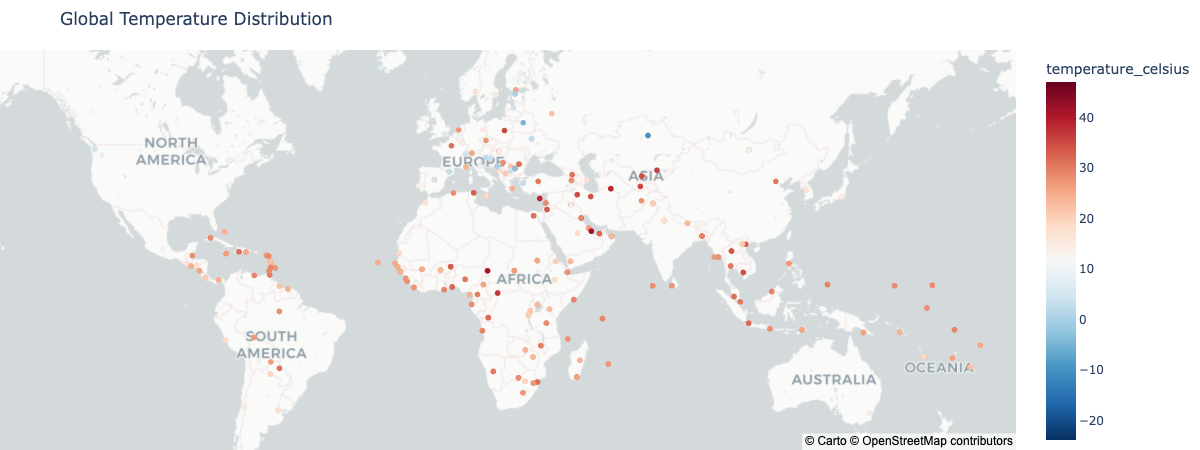 Global Temperature Distribution
temperature_celsius
40
30
20
10
0
−10
−20
NORTH
AMERICA
EUROPE
ASIA
AFRICA
SOUTH
AMERICA
OCEANIA
AUSTRALIA
© Carto © OpenStreetMap contributors